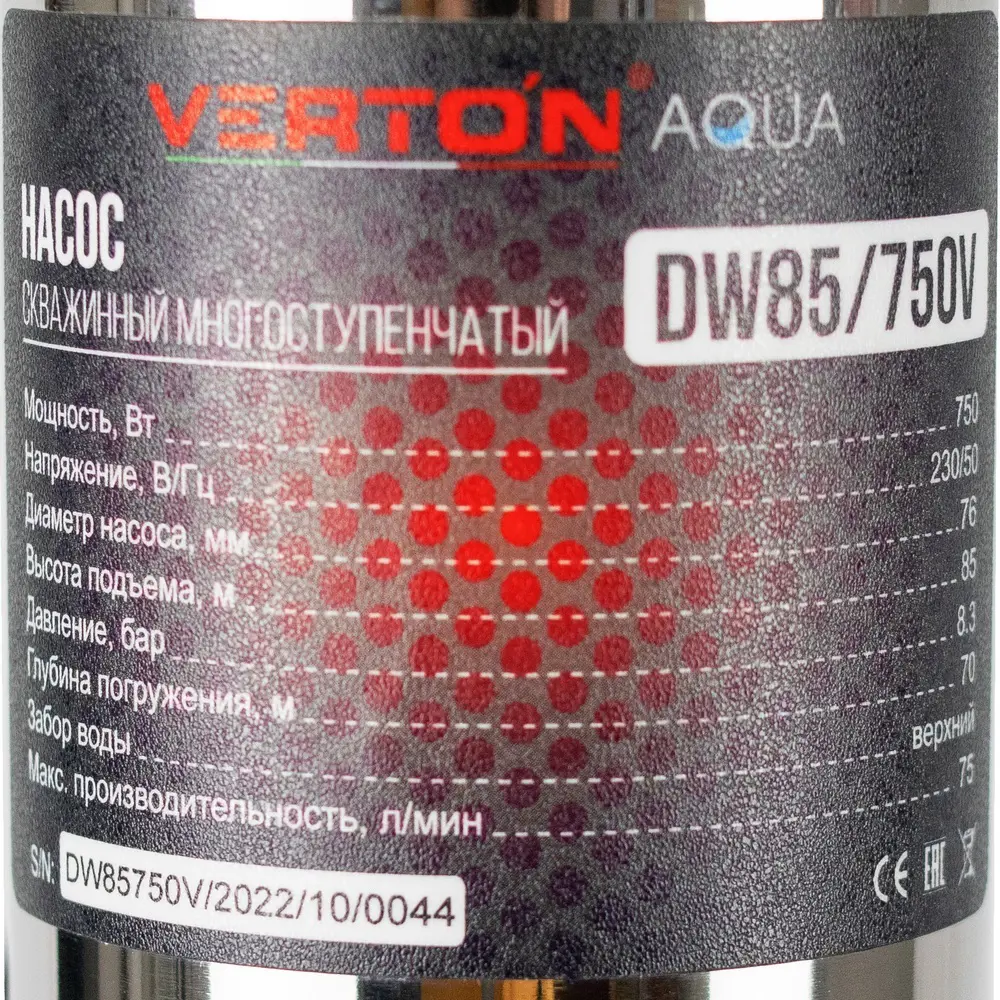 VERTON AQUA
НАСОС
СКВАЖИННЫЙ МНОГОСТУПЕНЧАТЫЙ
DW85/750V
Мощность, Вт 750
Напряжение, В/Гц 230/50
Диаметр насоса, мм 76
Высота подъема, м 85
Давление, бар 8.3
Глубина погружения, м 70
Забор воды верхний
Макс. производительность, л/мин 75
S/N: DW85750V/2022/10/0044
CE EAC